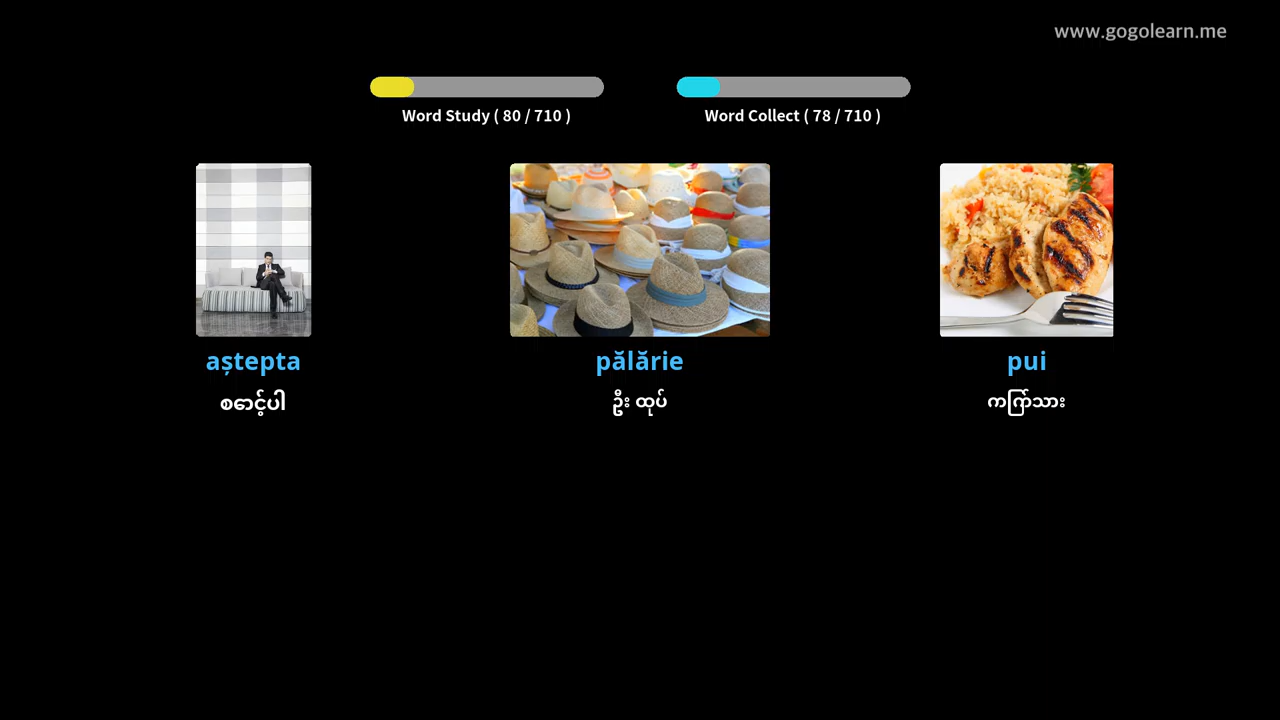 www.gogolearn.me
Word Study ( 80 / 710 )
Word Collect ( 78 / 710 )
aștepta
pălărie
pui
စောင့်ပါ
ဦး ထုပ်
ကြက်သား